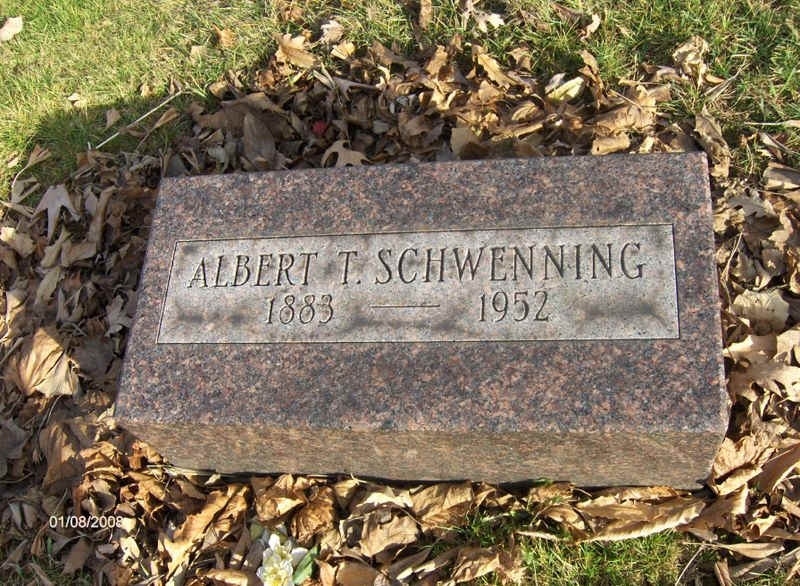 ALBERT T. SCHWENNING
1883 — 1952
01/08/2008